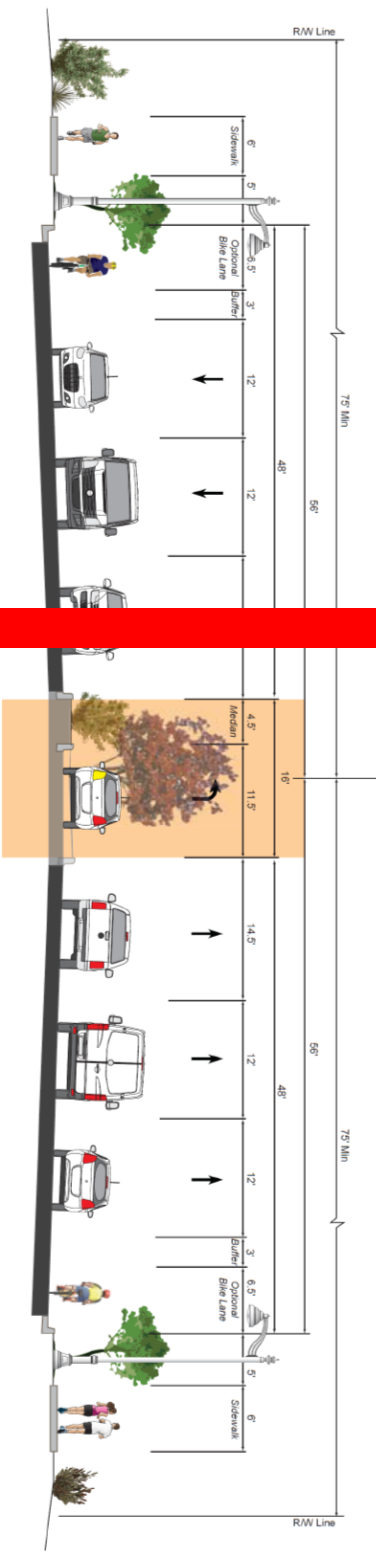 R/W Line
R/W Line
75' Min
75' Min
56'
56'
48'
16'
48'
6'
Sidewalk
5'
6.5'
Optional
Bike Lane
3'
Buffer
12'
12'
4.5'
Median
11.5'
14.5'
12'
12'
3'
Buffer
6.5'
Optional
Bike Lane
5'
6'
Sidewalk